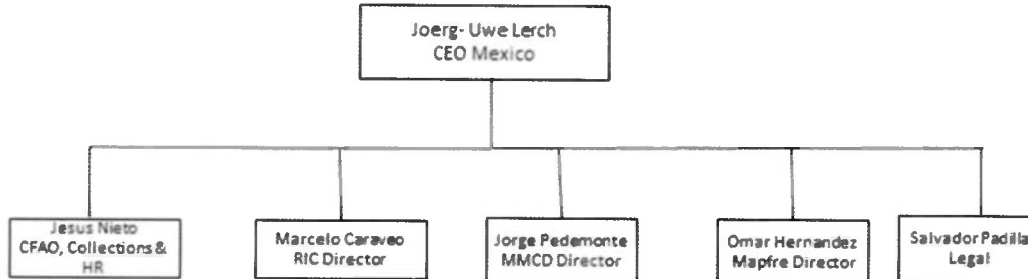 Joerg- Uwe Lerch
CEO Mexico
Jesus Nieto
CFAO, Collections &
HR
Marcelo Caraveo
RIC Director
Jorge Pedemonte
MMCD Director
Omar Hernandez
Mapfre Director
Salvador Padilla
Legal